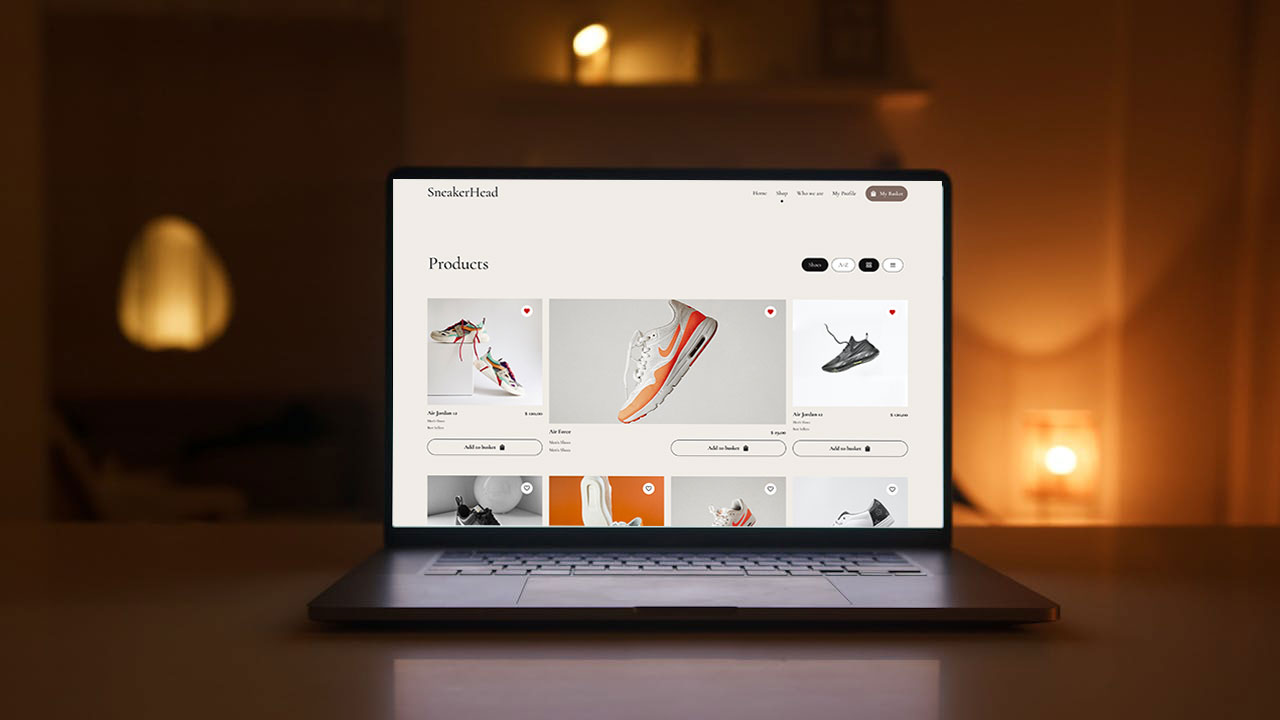 SneakerHead
Home Shop Who we are My Profile My Basket
Products
Shoes A-Z
Air Jordan 12 $ 120,00
Men's Shoes
Best Sellers
Add to basket
Air Force
Men's Shoes
Men's Shoes
Add to basket
Air Jordan 12 $ 120,00
Men's Shoes
Best Sellers
Add to basket